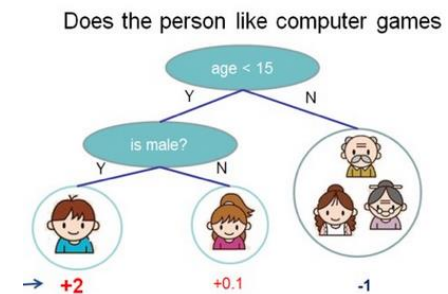 Does the person like computer games
age < 15
Y
N
is male?
Y
N
→ +2
+0.1
-1